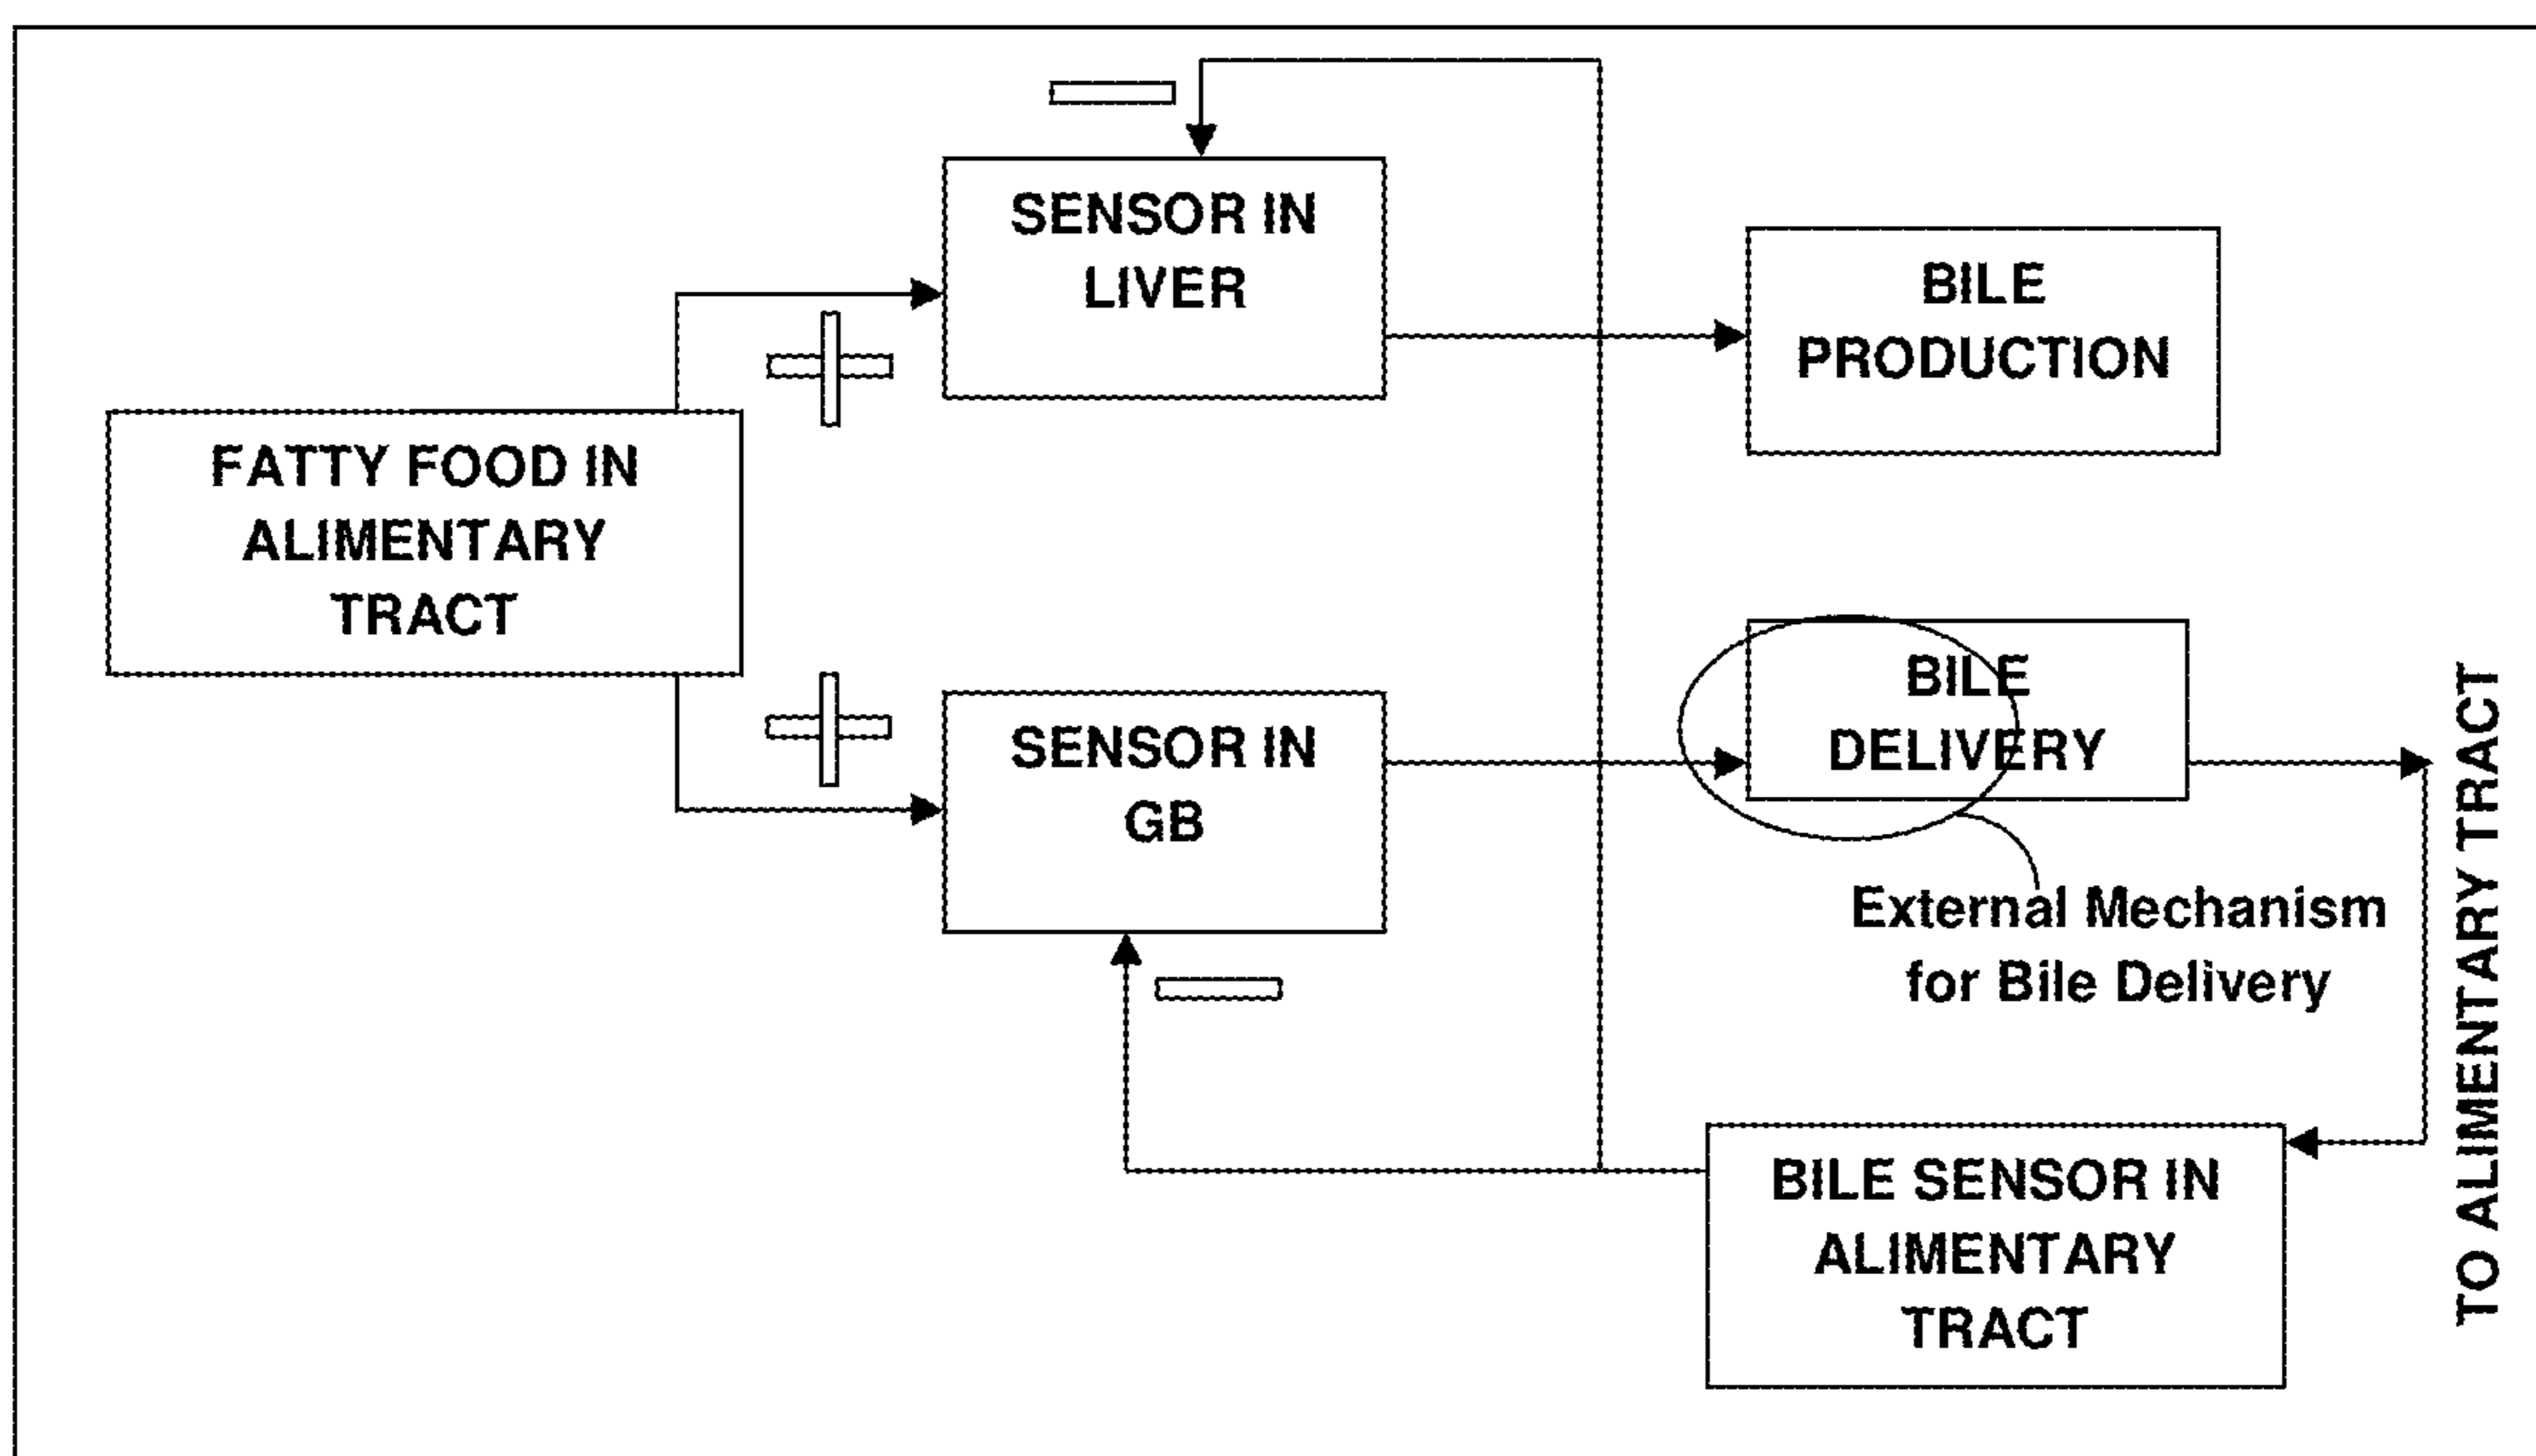 SENSOR IN
LIVER
BILE
PRODUCTION
FATTY FOOD IN
ALIMENTARY
TRACT
SENSOR IN
GB
BILE
DELIVERY
External Mechanism
for Bile Delivery
TO ALIMENTARY TRACT
BILE SENSOR IN
ALIMENTARY
TRACT